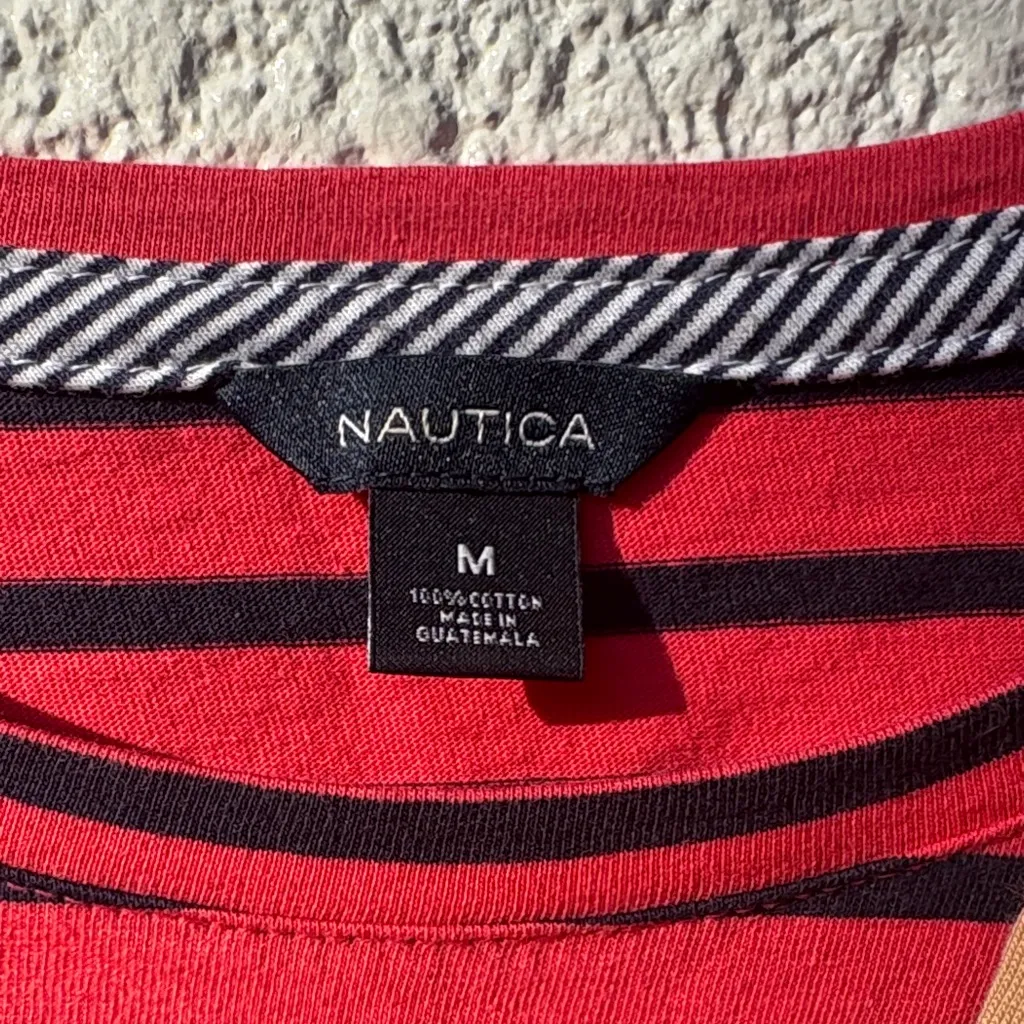 NAUTICA
M
100% COTTON
MADE IN
GUATEMALA